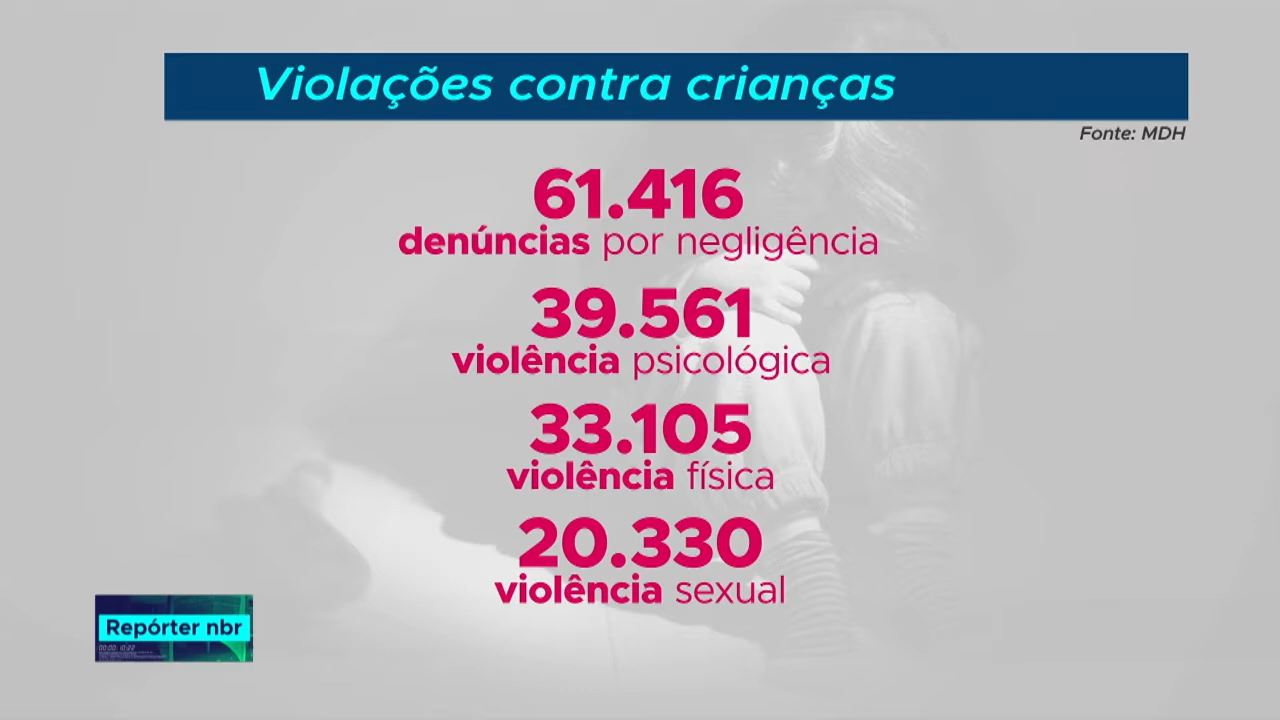 Violações contra crianças
Fonte: MDH
61.416
denúncias por negligência
39.561
violência psicológica
33.105
violência física
20.330
violência sexual
Repórter nbr